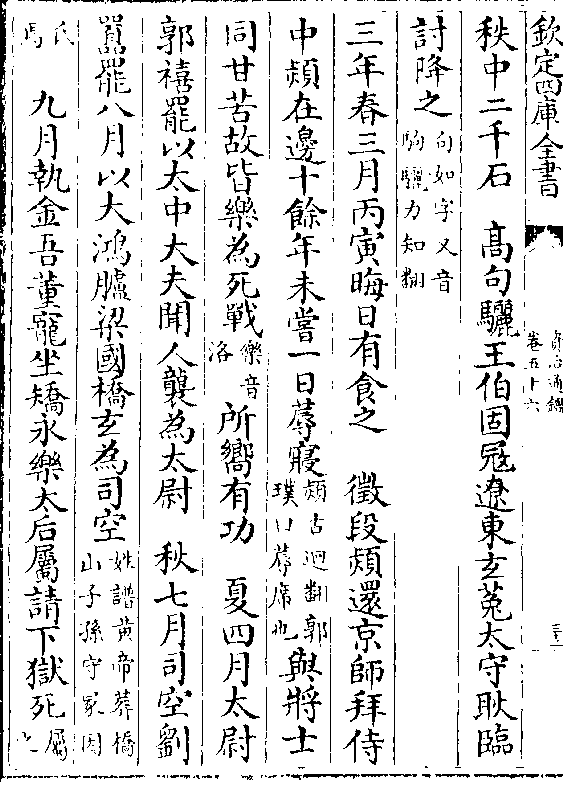 欽定四庫全書
資治通鑑
卷五十六
秩中二千石 髙句驪王伯固冦遼東𤣥菟太守耿臨
討降之句如字又音駒驪力知翻
三年春三月丙寅晦日有食之 徵段熲還京師拜侍
中熲在邊十餘年未嘗一日蓐寢熲古迥翻郭璞曰蓐席也與將士
同甘苦故皆樂為死戰樂音洛 所嚮有功 夏四月太尉
郭禧罷以太中大夫聞人襲為太尉 秋七月司空劉
囂罷八月以大鴻臚梁國橋𤣥為司空姓譜黄帝葬橋山子孫守冢因
氏焉 九月執金吾董寵坐矯永樂太后屬請下獄死屬之